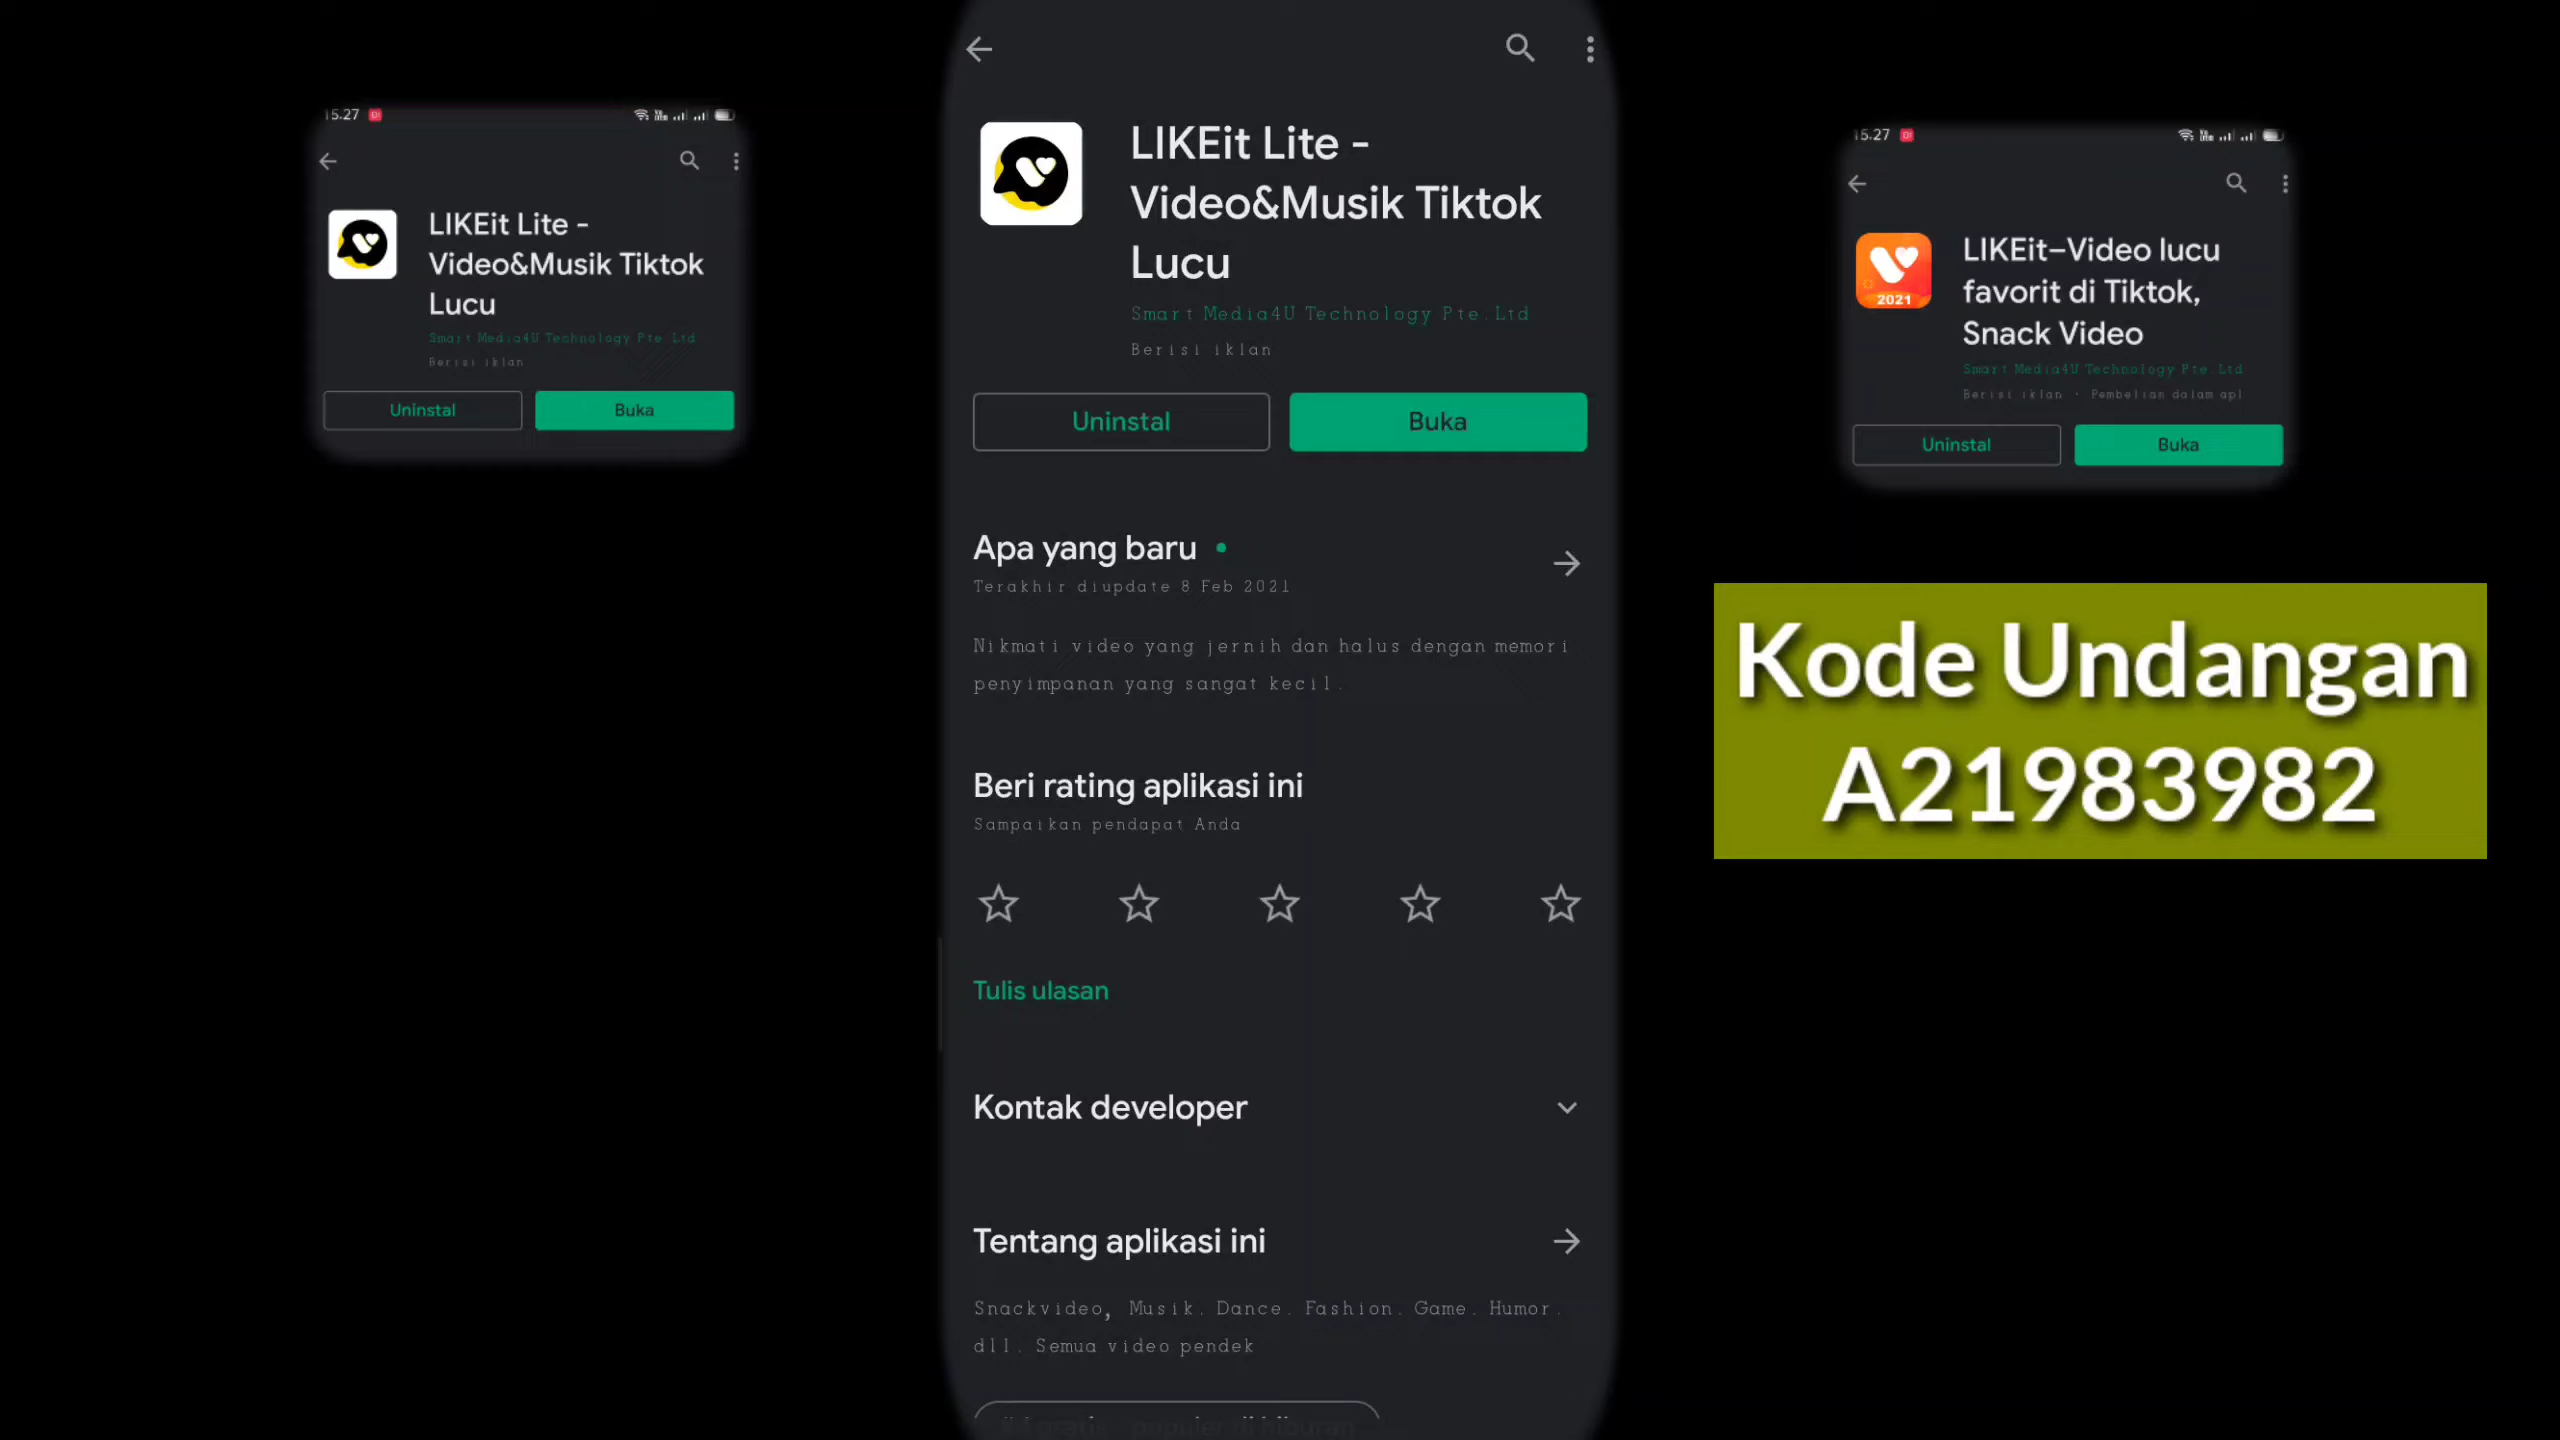 15.27
LIKEit Lite -
Video&Musik Tiktok
Lucu
Smart Media4U Technology Pte.Ltd
Berisi iklan
Uninstal
Buka
LIKEit Lite -
Video&Musik Tiktok
Lucu
Smart Media4U Technology Pte.Ltd
Berisi iklan
Uninstal
Buka
Apa yang baru
Terakhir diupdate 8 Feb 2021
Nikmati video yang jernih dan halus dengan memori
penyimpanan yang sangat kecil.
Beri rating aplikasi ini
Sampaikan pendapat Anda
Tulis ulasan
Kontak developer
Tentang aplikasi ini
Snackvideo, Musik. Dance. Fashion. Game. Humor.
dll. Semua video pendek
15.27
2021
LIKEit–Video lucu
favorit di Tiktok,
Snack Video
Smart Media4U Technology Pte.Ltd
Berisi iklan · Pembelian dalam apl
Uninstal
Buka
Kode Undangan
A21983982